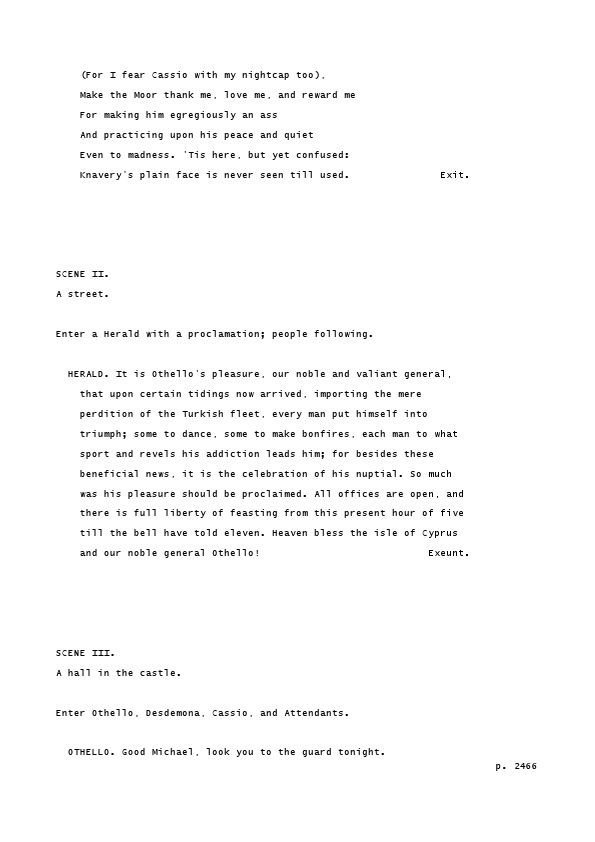 (For I fear Cassio with my nightcap too),
Make the Moor thank me, love me, and reward me
For making him egregiously an ass
And practicing upon his peace and quiet
Even to madness. 'Tis here, but yet confused:
Knavery's plain face is never seen till used. Exit.
SCENE II.
A street.
Enter a Herald with a proclamation; people following.
HERALD. It is Othello's pleasure, our noble and valiant general,
that upon certain tidings now arrived, importing the mere
perdition of the Turkish fleet, every man put himself into
triumph; some to dance, some to make bonfires, each man to what
sport and revels his addiction leads him; for besides these
beneficial news, it is the celebration of his nuptial. So much
was his pleasure should be proclaimed. All offices are open, and
there is full liberty of feasting from this present hour of five
till the bell have told eleven. Heaven bless the isle of Cyprus
and our noble general Othello! Exeunt.
SCENE III.
A hall in the castle.
Enter Othello, Desdemona, Cassio, and Attendants.
OTHELLO. Good Michael, look you to the guard tonight.
p. 2466